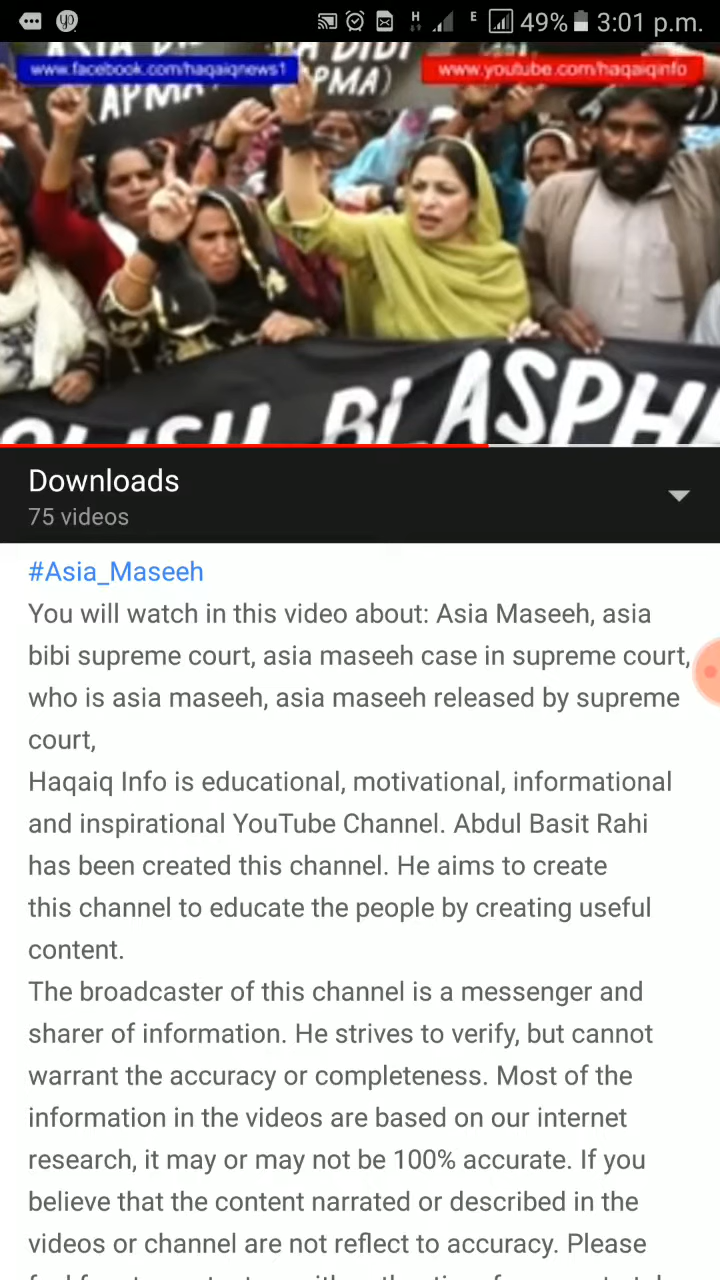 H E 49% 3:01 p.m.
www.facebook.com/haqaiqnews1
www.youtube.com/haqaiqinfo
APMA
PMA)
BLASPH
Downloads
75 videos
#Asia_Maseeh
You will watch in this video about: Asia Maseeh, asia
bibi supreme court, asia maseeh case in supreme court,
who is asia maseeh, asia maseeh released by supreme
court,
Haqaiq Info is educational, motivational, informational
and inspirational YouTube Channel. Abdul Basit Rahi
has been created this channel. He aims to create
this channel to educate the people by creating useful
content.
The broadcaster of this channel is a messenger and
sharer of information. He strives to verify, but cannot
warrant the accuracy or completeness. Most of the
information in the videos are based on our internet
research, it may or may not be 100% accurate. If you
believe that the content narrated or described in the
videos or channel are not reflect to accuracy. Please